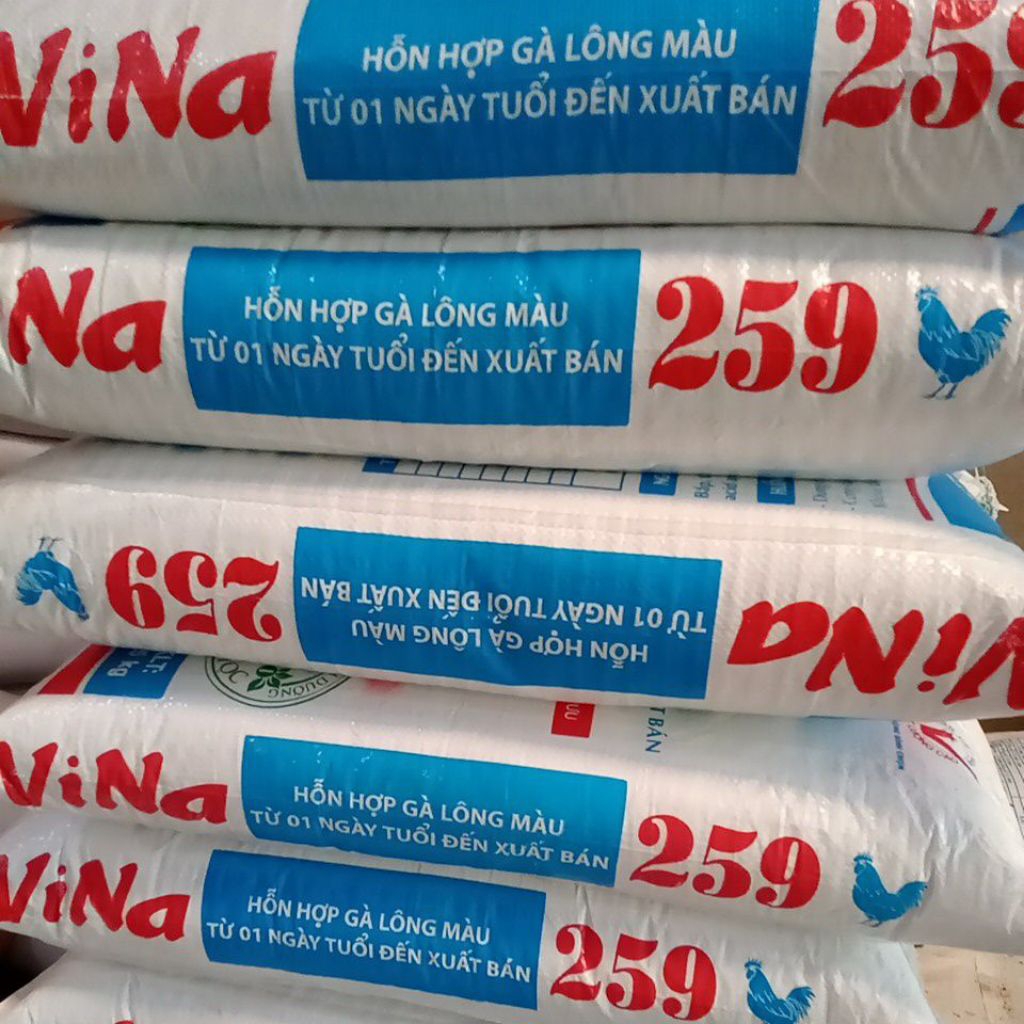 ViNa
HỖN HỢP GÀ LÔNG MÀU
TỪ 01 NGÀY TUỔI ĐẾN XUẤT BÁN
259
Na
HỖN HỢP GÀ LÔNG MÀU
TỪ 01 NGÀY TUỔI ĐẾN XUẤT BÁN
259
ViNa
HỖN HỢP GÀ LÔNG MÀU
TỪ 01 NGÀY TUỔI ĐẾN XUẤT BÁN
259
kg
BÁN
ViNa
HỖN HỢP GÀ LÔNG MÀU
TỪ 01 NGÀY TUỔI ĐẾN XUẤT BÁN
259
ViNa
HỖN HỢP GÀ LÔNG MÀU
TỪ 01 NGÀY TUỔI ĐẾN XUẤT BÁN
259